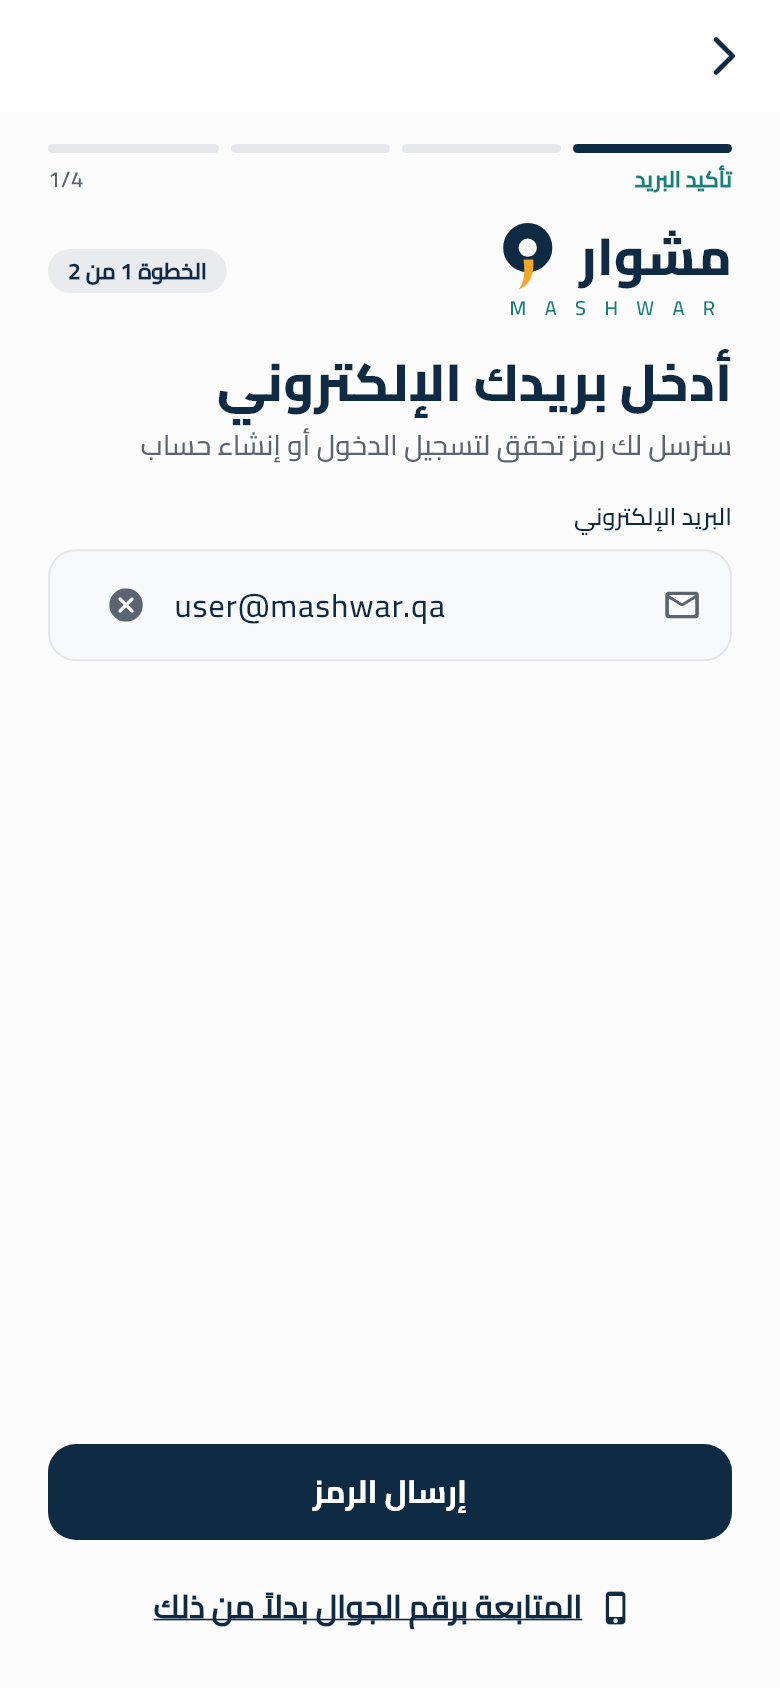 تأكيد البريد
1/4
مشوار
MASHWAR
الخطوة 1 من 2
أدخل بريدك الإلكتروني
سنرسل لك رمز تحقق لتسجيل الدخول أو إنشاء حساب
البريد الإلكتروني
user@mashwar.qa
إرسال الرمز
المتابعة برقم الجوال بدلاً من ذلك